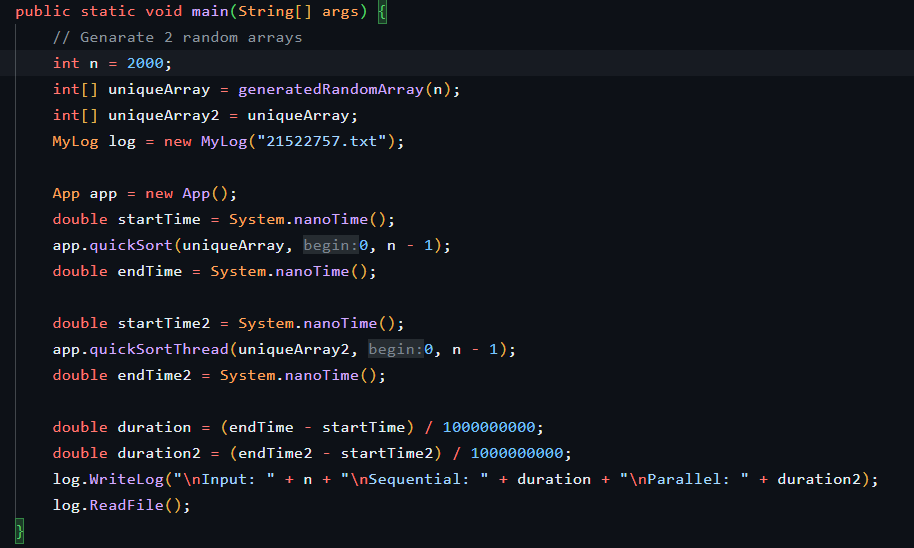 public static void main(String[] args) {
    // Genarate 2 random arrays
    int n = 2000;
    int[] uniqueArray = generatedRandomArray(n);
    int[] uniqueArray2 = uniqueArray;
    MyLog log = new MyLog("21522757.txt");

    App app = new App();
    double startTime = System.nanoTime();
    app.quickSort(uniqueArray, begin:0, n - 1);
    double endTime = System.nanoTime();

    double startTime2 = System.nanoTime();
    app.quickSortThread(uniqueArray2, begin:0, n - 1);
    double endTime2 = System.nanoTime();

    double duration = (endTime - startTime) / 1000000000;
    double duration2 = (endTime2 - startTime2) / 1000000000;
    log.WriteLog("\nInput: " + n + "\nSequential: " + duration + "\nParallel: " + duration2);
    log.ReadFile();
}